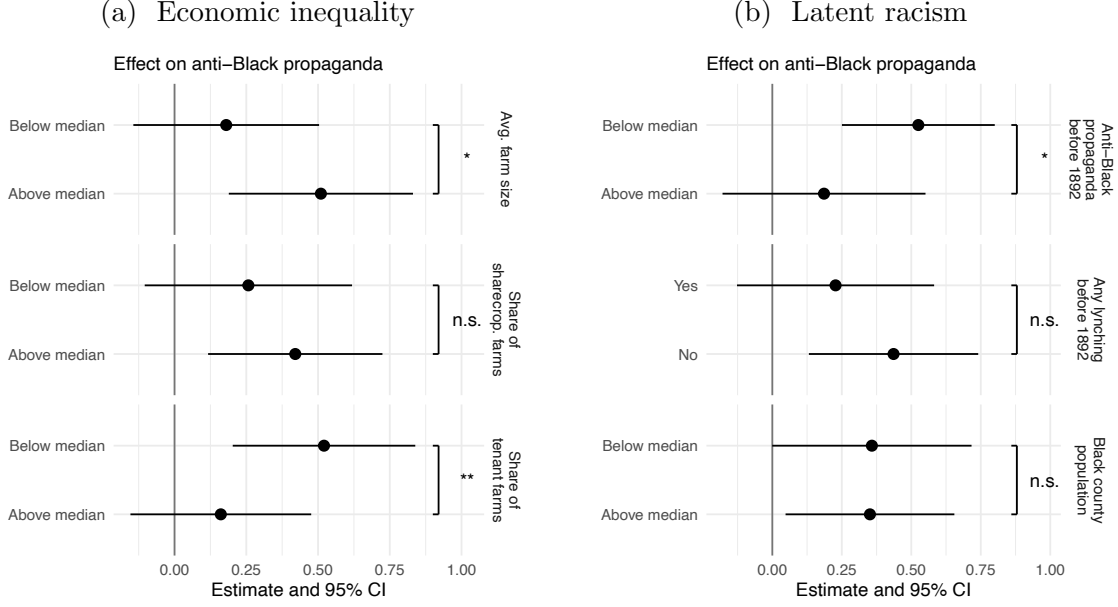 (a) Economic inequality
Effect on anti−Black propaganda
Below median
Above median
*
Avg. farm size
Below median
Above median
n.s.
Share of
sharecrop. farms
Below median
Above median
**
Share of
tenant farms
0.00 0.25 0.50 0.75 1.00
Estimate and 95% CI
(b) Latent racism
Effect on anti−Black propaganda
Below median
Above median
*
Anti−Black
propaganda
before 1892
Yes
No
n.s.
Any lynching
before 1892
Below median
Above median
n.s.
Black county
population
0.00 0.25 0.50 0.75 1.00
Estimate and 95% CI